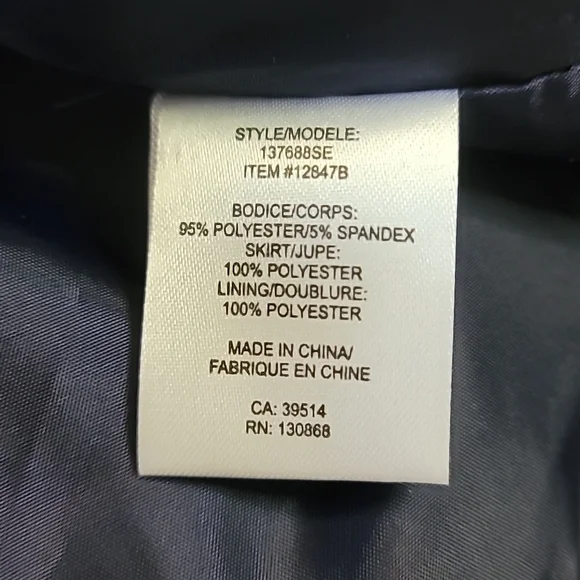 STYLE/MODELE:
137688SE
ITEM #12847B
BODICE/CORPS:
95% POLYESTER/5% SPANDEX
SKIRT/JUPE:
100% POLYESTER
LINING/DOUBLURE:
100% POLYESTER
MADE IN CHINA/
FABRIQUE EN CHINE
CA: 39514
RN: 130868